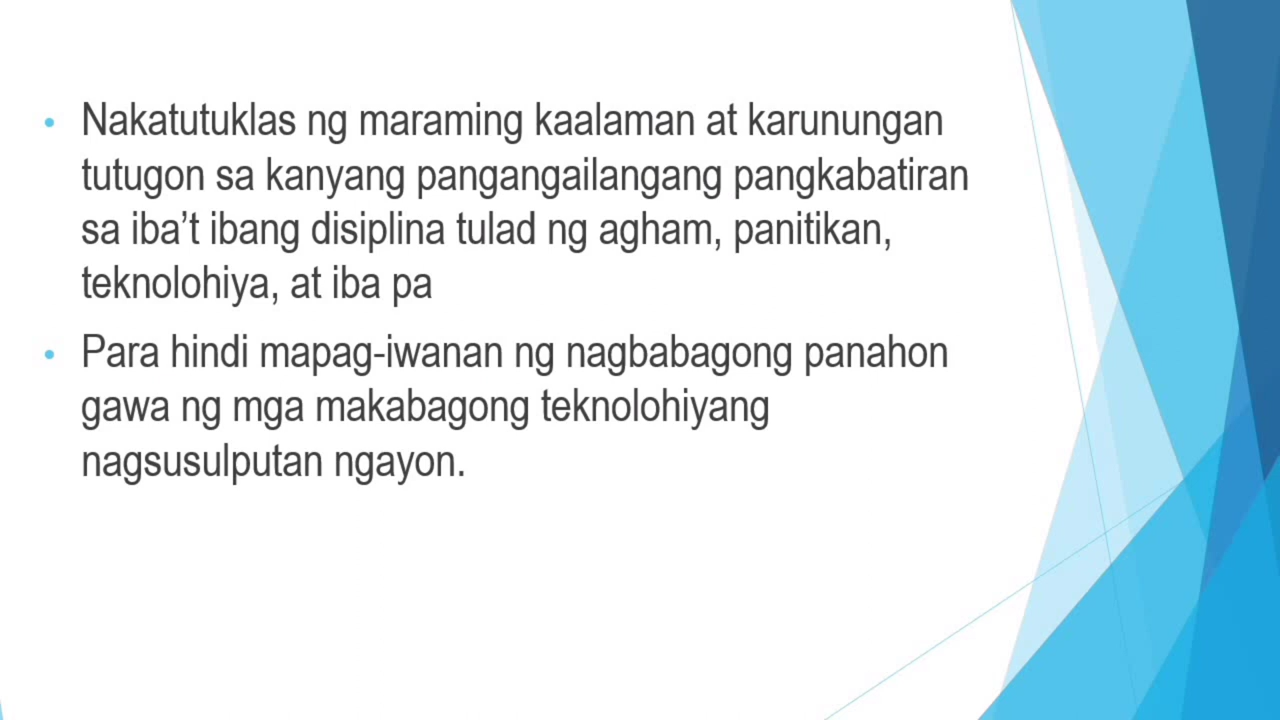 • Nakatutuklas ng maraming kaalaman at karunungan
tutugon sa kanyang pangangailangang pangkabatiran
sa iba’t ibang disiplina tulad ng agham, panitikan,
teknolohiya, at iba pa
• Para hindi mapag-iwanan ng nagbabagong panahon
gawa ng mga makabagong teknolohiyang
nagsusulputan ngayon.